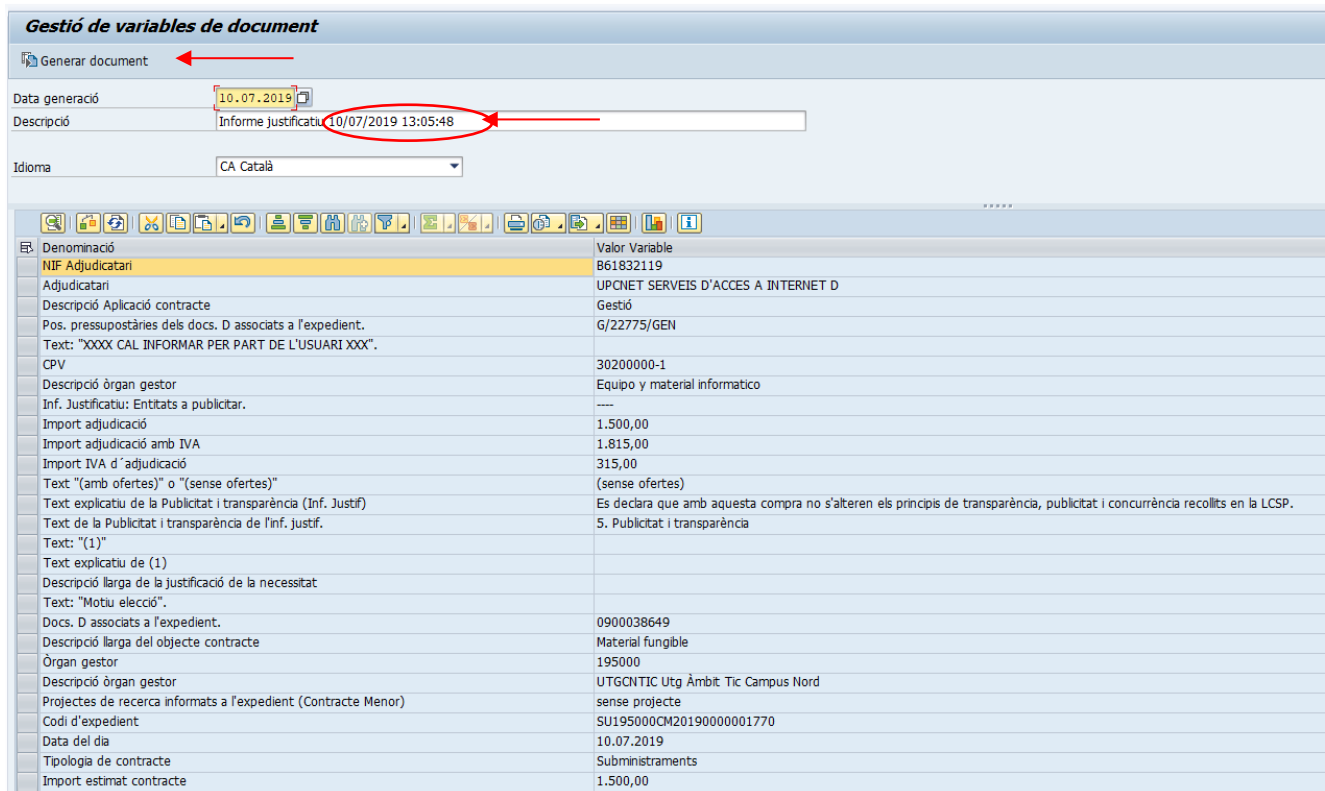 Gestió de variables de document
Generar document
Data generació 10.07.2019
Descripció Informe justificatiu 10/07/2019 13:05:48
Idioma CA Català
Denominació Valor Variable
NIF Adjudicatari B61832119
Adjudicatari UPCNET SERVEIS D'ACCES A INTERNET D
Descripció Aplicació contracte Gestió
Pos. pressupostàries dels docs. D associats a l'expedient. G/22775/GEN
Text: "XXXX CAL INFORMAR PER PART DE L'USUARI XXX".
CPV 30200000-1
Descripció òrgan gestor Equipo y material informatico
Inf. Justificatiu: Entitats a publicitar. ----
Import adjudicació 1.500,00
Import adjudicació amb IVA 1.815,00
Import IVA d´adjudicació 315,00
Text "(amb ofertes)" o "(sense ofertes)" (sense ofertes)
Text explicatiu de la Publicitat i transparència (Inf. Justif) Es declara que amb aquesta compra no s'alteren els principis de transparència, publicitat i concurrència recollits en la LCSP.
Text de la Publicitat i transparència de l'inf. justif. 5. Publicitat i transparència
Text: "(1)"
Text explicatiu de (1)
Descripció llarga de la justificació de la necessitat
Text: "Motiu elecció".
Docs. D associats a l'expedient. 0900038649
Descripció llarga del objecte contracte Material fungible
Òrgan gestor 195000
Descripció òrgan gestor UTGCNTIC Utg Àmbit Tic Campus Nord
Projectes de recerca informats a l'expedient (Contracte Menor) sense projecte
Codi d'expedient SU195000CM20190000001770
Data del dia 10.07.2019
Tipologia de contracte Subministraments
Import estimat contracte 1.500,00